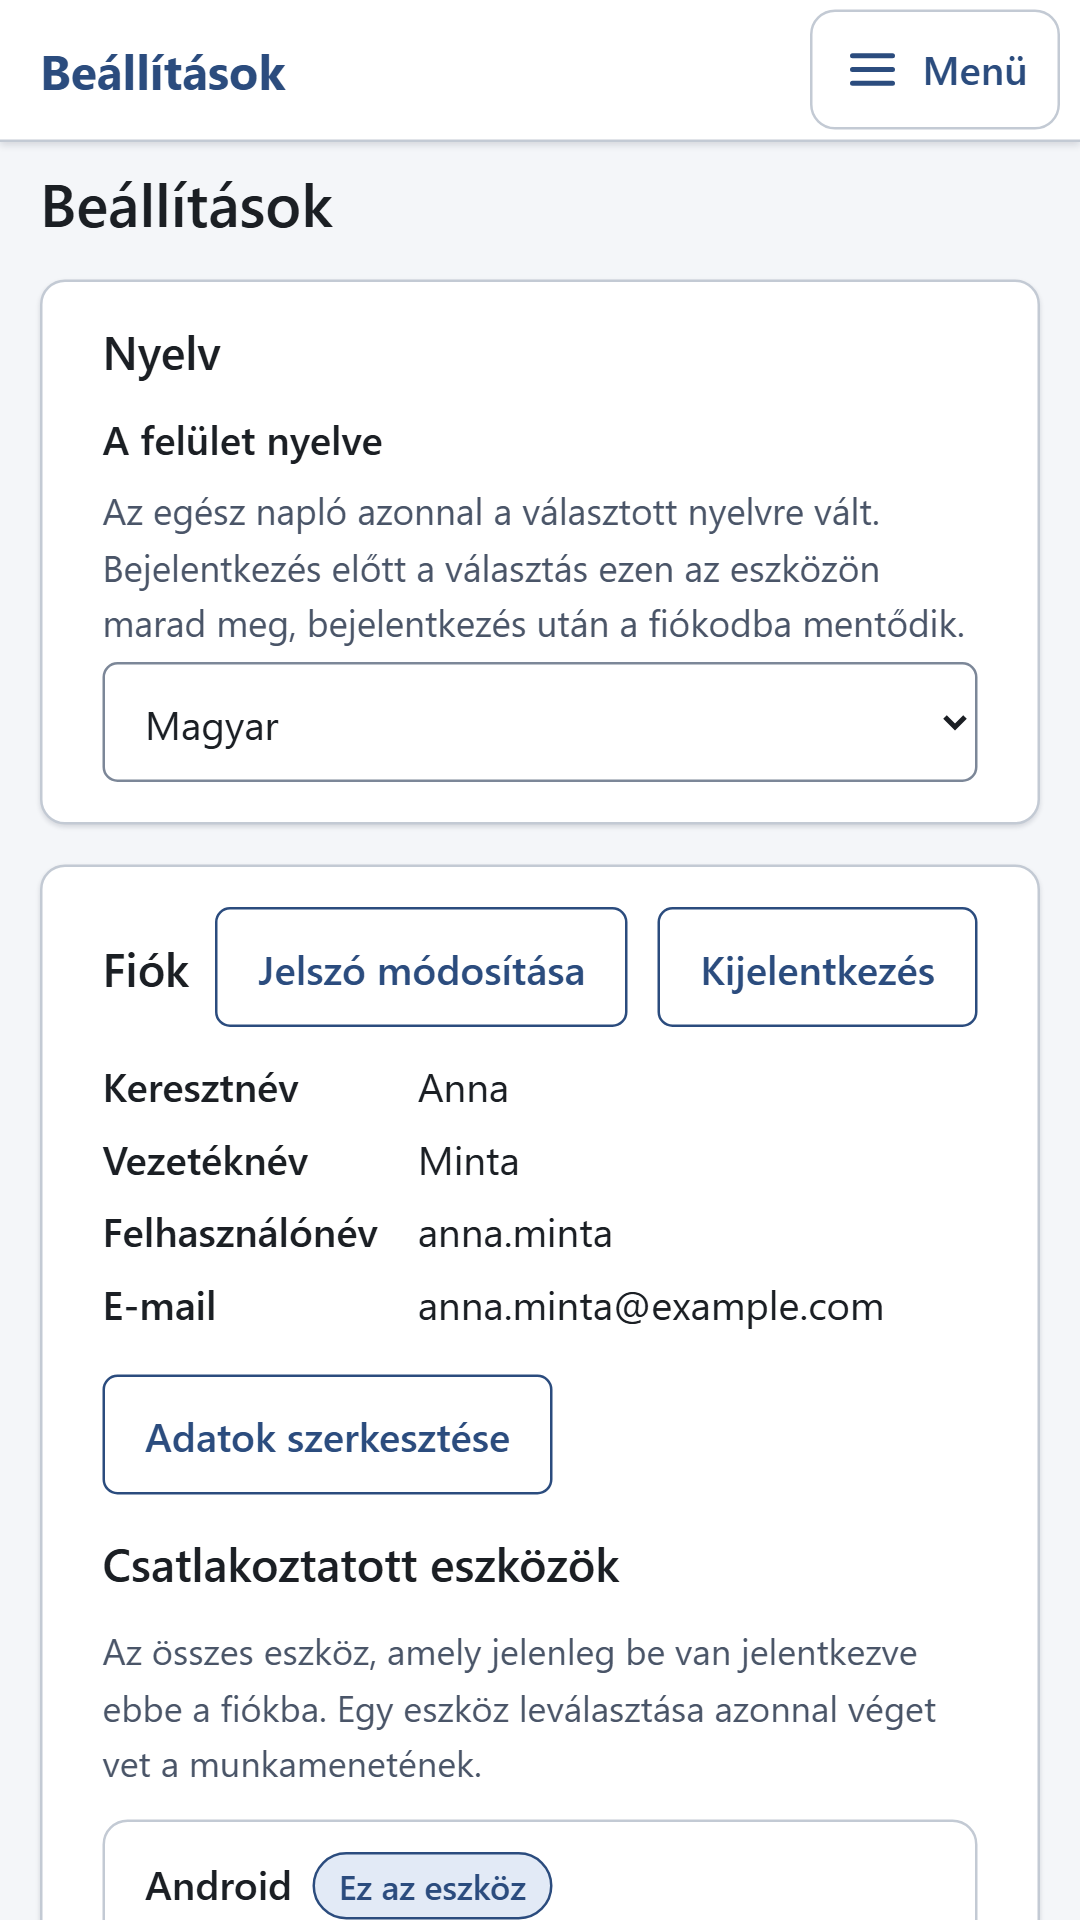 Beállítások
Menü
Beállítások
Nyelv
A felület nyelve
Az egész napló azonnal a választott nyelvre vált.
Bejelentkezés előtt a választás ezen az eszközön
marad meg, bejelentkezés után a fiókodba mentődik.
Magyar
Fiók
Jelszó módosítása
Kijelentkezés
Keresztnév Anna
Vezetéknév Minta
Felhasználónév anna.minta
E-mail anna.minta@example.com
Adatok szerkesztése
Csatlakoztatott eszközök
Az összes eszköz, amely jelenleg be van jelentkezve
ebbe a fiókba. Egy eszköz leválasztása azonnal véget
vet a munkamenetének.
Android Ez az eszköz